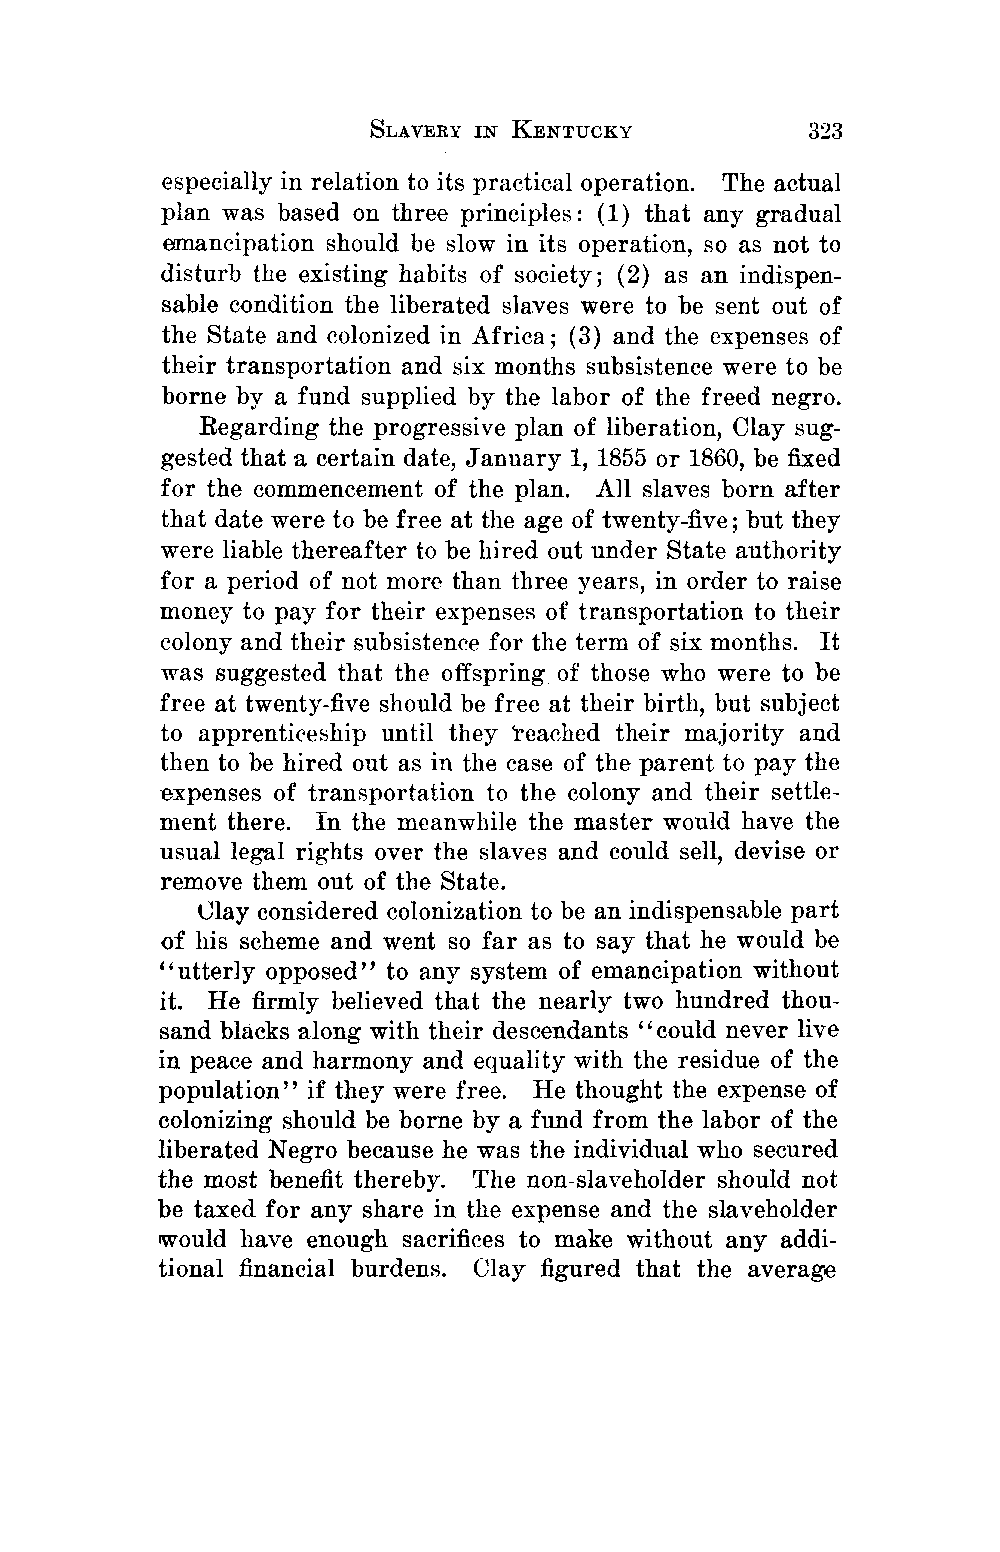 SLAVERY IN KENTUCKY 323
especially in relation to its practical operation. The actual
plan was based on three principles: (1) that any gradual
emancipation should be slow in its operation, so as not to
disturb the existing habits of society; (2) as an indispen-
sable condition the liberated slaves were to be sent out of
the State and colonized in Africa; (3) and the expenses of
their transportation and six months subsistence were to be
borne by a fund supplied by the labor of the freed negro.
Regarding the progressive plan of liberation, Clay sug-
gested that a certain date, January 1, 1855 or 1860, be fixed
for the commencement of the plan. All slaves born after
that date were to be free at the age of twenty-five; but they
were liable thereafter to be hired out under State authority
for a period of not more than three years, in order to raise
money to pay for their expenses of transportation to their
colony and their subsistence for the term of six months. It
was suggested that the offspring of those who were to be
free at twenty-five should be free at their birth, but subject
to apprenticeship until they reached their majority and
then to be hired out as in the case of the parent to pay the
expenses of transportation to the colony and their settle-
ment there. In the meanwhile the master would have the
usual legal rights over the slaves and could sell, devise or
remove them out of the State.
Clay considered colonization to be an indispensable part
of his scheme and went so far as to say that he would be
"utterly opposed" to any system of emancipation without
it. He firmly believed that the nearly two hundred thou-
sand blacks along with their descendants "could never live
in peace and harmony and equality with the residue of the
population" if they were free. He thought the expense of
colonizing should be borne by a fund from the labor of the
liberated Negro because he was the individual who secured
the most benefit thereby. The non-slaveholder should not
be taxed for any share in the expense and the slaveholder
would have enough sacrifices to make without any addi-
tional financial burdens. Clay figured that the average